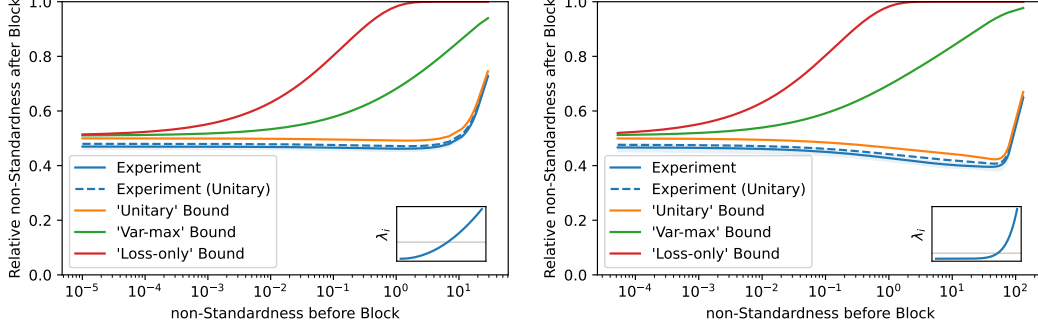 Relative non-Standardness after Block
1.0
0.8
0.6
0.4
0.2
0.0
Experiment
Experiment (Unitary)
'Unitary' Bound
'Var-max' Bound
'Loss-only' Bound
λᵢ
10⁻⁵ 10⁻⁴ 10⁻³ 10⁻² 10⁻¹ 10⁰ 10¹
non-Standardness before Block
Relative non-Standardness after Block
1.0
0.8
0.6
0.4
0.2
0.0
Experiment
Experiment (Unitary)
'Unitary' Bound
'Var-max' Bound
'Loss-only' Bound
λᵢ
10⁻⁴ 10⁻³ 10⁻² 10⁻¹ 10⁰ 10¹ 10²
non-Standardness before Block